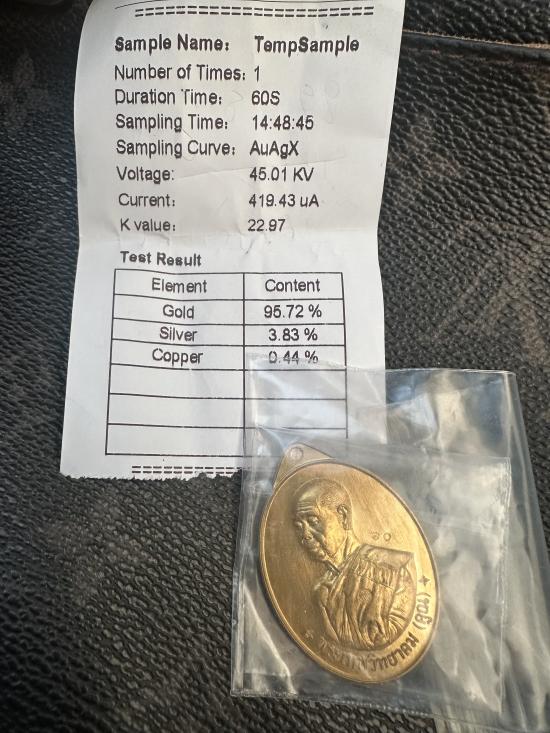 Sample Name: TempSample
Number of Times: 1
Duration Time: 60S
Sampling Time: 14:48:45
Sampling Curve: AuAgX
Voltage: 45.01 KV
Current: 419.43 uA
K value: 22.97
Test Result
Element Content
Gold 95.72 %
Silver 3.83 %
Copper 0.44 %
(คูณ)